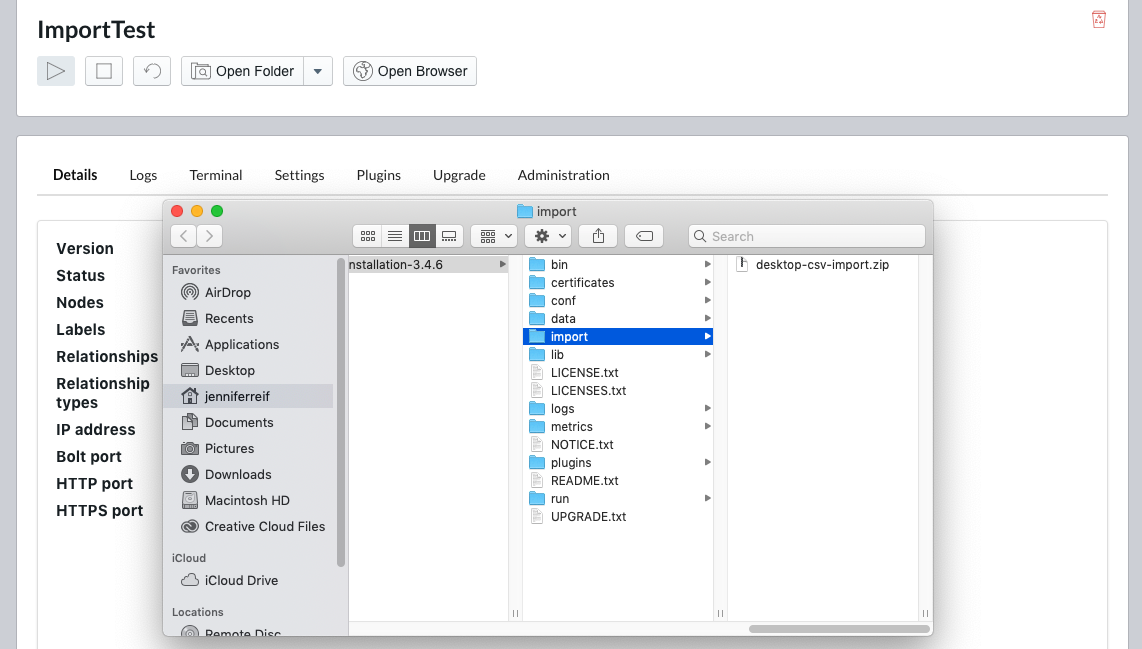 ImportTest
Open Folder
Open Browser
Details
Logs
Terminal
Settings
Plugins
Upgrade
Administration
import
Search
Version
Status
Nodes
Labels
Relationships
Relationship
types
IP address
Bolt port
HTTP port
HTTPS port
Favorites
AirDrop
Recents
Applications
Desktop
jenniferreif
Documents
Pictures
Downloads
Macintosh HD
Creative Cloud Files
iCloud
iCloud Drive
Locations
Remote Disc
nstallation-3.4.6
bin
certificates
conf
data
import
lib
LICENSE.txt
LICENSES.txt
logs
metrics
NOTICE.txt
plugins
README.txt
run
UPGRADE.txt
desktop-csv-import.zip